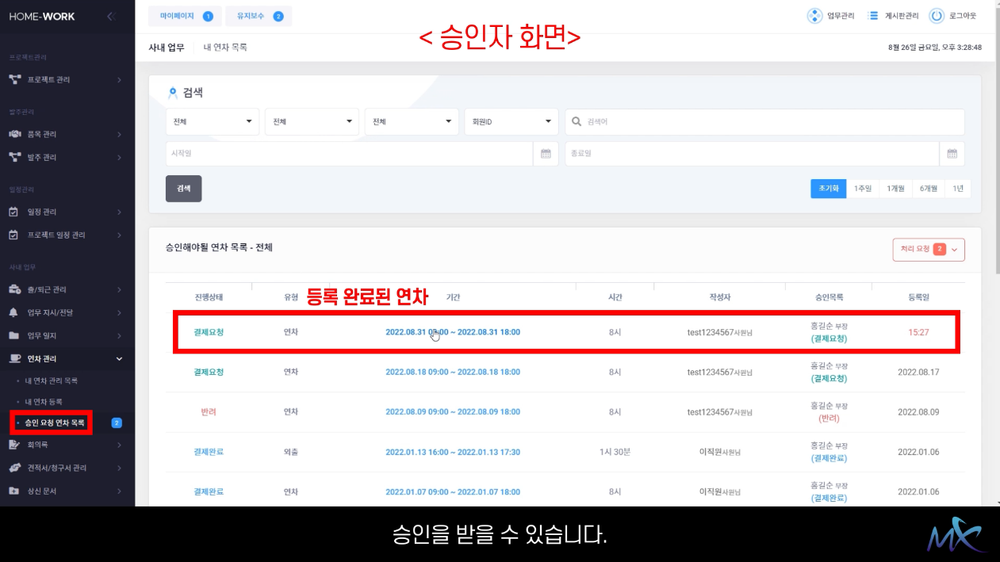 HOME-WORK
마이페이지 1
유지보수 2
업무관리
게시판관리
로그아웃
< 승인자 화면>
사내 업무
내 연차 목록
8월 26일 금요일, 오후 3:28:48
프로젝트관리
프로젝트 관리
발주관리
품목 관리
발주 관리
일정관리
일정 관리
프로젝트 일정 관리
사내 업무
출/퇴근 관리
업무 지시/전달
업무 일지
연차 관리
내 연차 관리 목록
내 연차 등록
승인 요청 연차 목록 2
회의록
견적서/청구서 관리
상신 문서
검색
전체 전체 전체 회원ID 검색어
시작일 종료일
검색
초기화 1주일 1개월 6개월 1년
승인해야될 연차 목록 - 전체
처리 요청 2
등록 완료된 연차
진행상태 유형 기간 시간 작성자 승인목록 등록일
결제요청 연차 2022.08.31 09:00 ~ 2022.08.31 18:00 8시 test1234567사원님 홍길순 부장 (결제요청) 15:27
결제요청 연차 2022.08.18 09:00 ~ 2022.08.18 18:00 8시 test1234567사원님 홍길순 부장 (결제요청) 2022.08.17
반려 연차 2022.08.09 09:00 ~ 2022.08.09 18:00 8시 test1234567사원님 홍길순 부장 (반려) 2022.08.09
결제완료 외출 2022.01.13 16:00 ~ 2022.01.13 17:30 1시 30분 이직원사원님 홍길순 부장 (결제완료) 2022.01.06
결제완료 연차 2022.01.07 09:00 ~ 2022.01.07 18:00 8시 이직원사원님 홍길순 부장 (결제완료) 2022.01.06
승인을 받을 수 있습니다.
MX